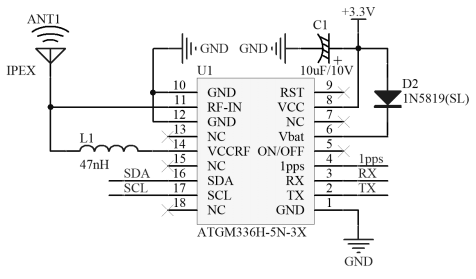 ANT1
+3.3V
C1
GND
GND
IPEX
U1
10uF/10V
+
D2
1N5819(SL)
10 GND RST 9
11 RF-IN VCC 8
12 GND NC 7
13 NC Vbat 6
L1
14 VCCRF ON/OFF 5
47nH
15 NC 1pps 4 1pps
SDA 16 SDA RX 3 RX
SCL 17 SCL TX 2 TX
18 NC GND 1
ATGM336H-5N-3X
GND